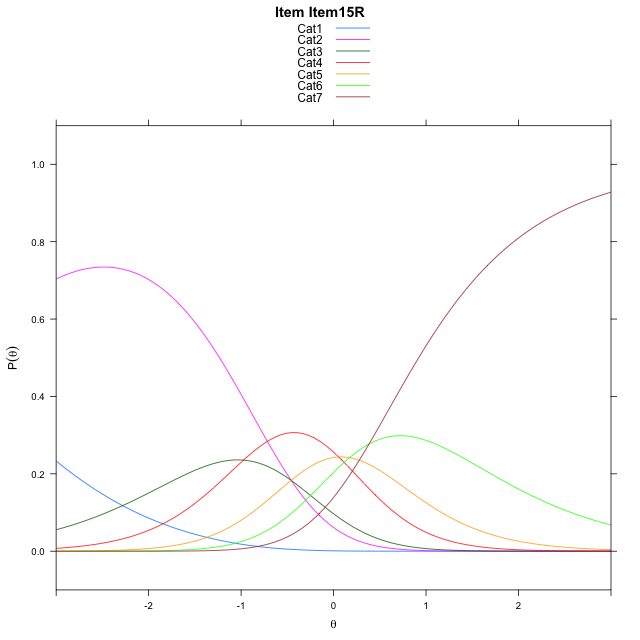 Item Item15R
Cat1
Cat2
Cat3
Cat4
Cat5
Cat6
Cat7
1.0
0.8
0.6
0.4
0.2
0.0
P(θ)
-2 -1 0 1 2
θ